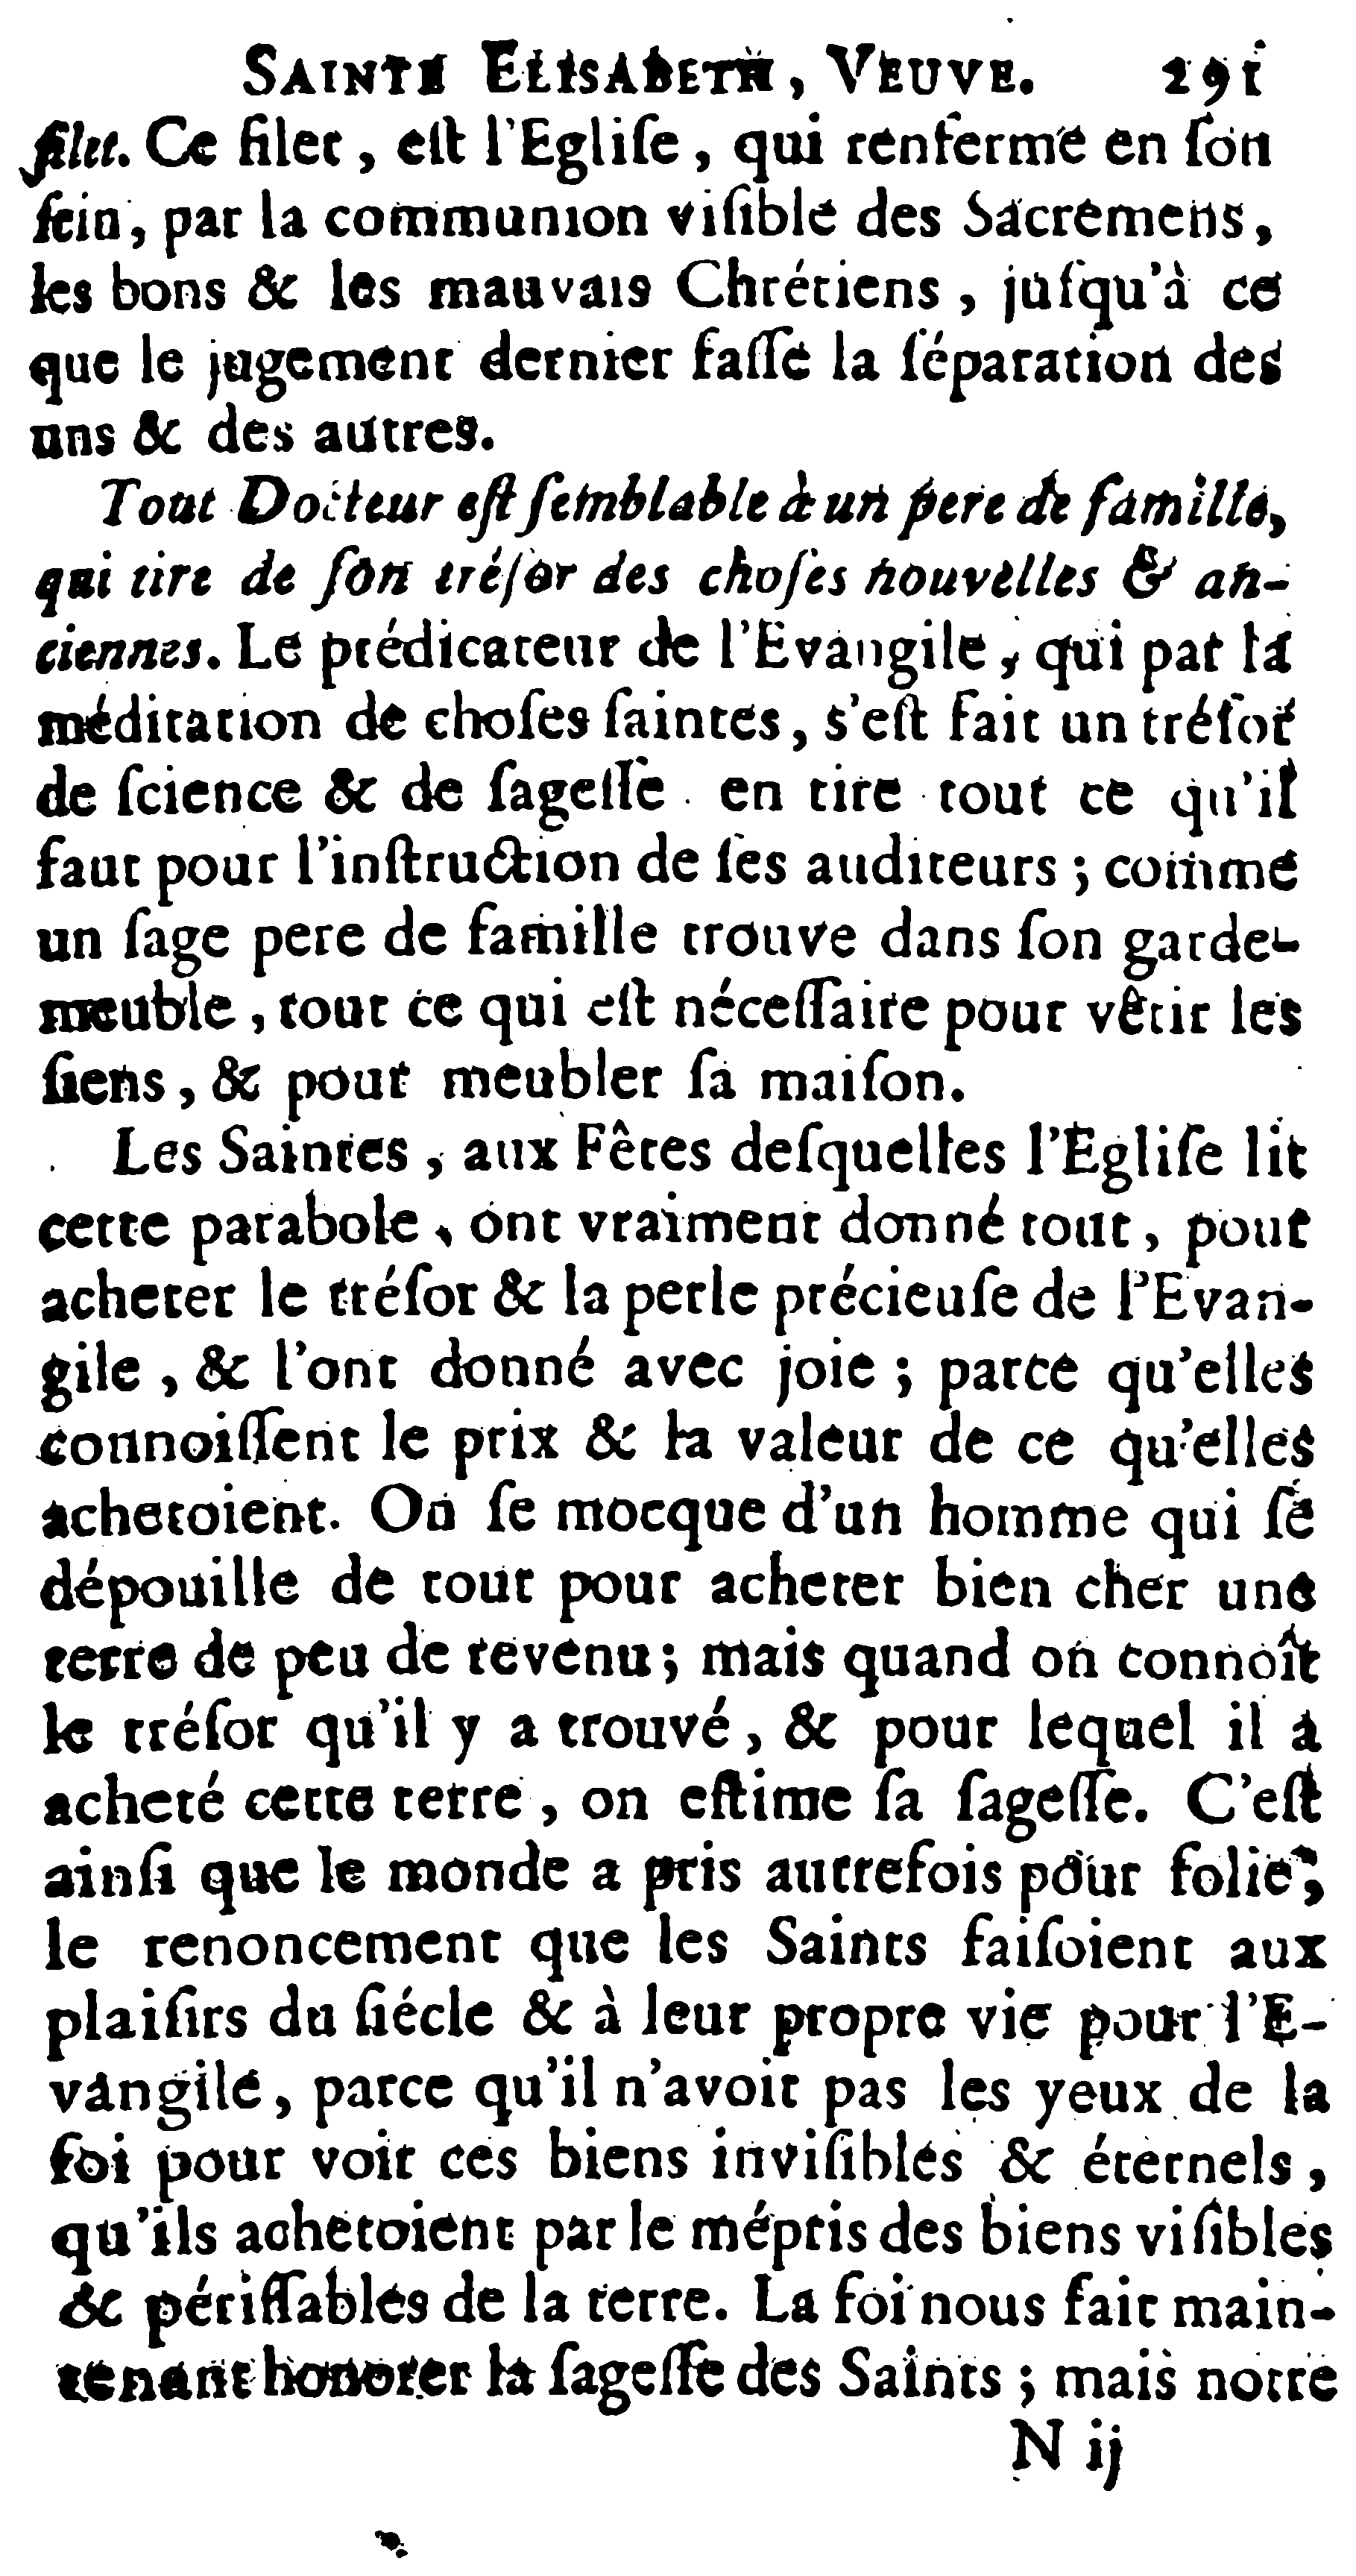 SAINTE ELISABETH, VEUVE. 291
filet. Ce filet, est l'Egliſe, qui renferme en ſon
ſein, par la communion viſible des Sacremens,
les bons & les mauvais Chrétiens, juſqu'à ce
que le jugement dernier faſſe la ſéparation des
uns & des autres.
Tout Docteur eſt ſemblable à un pere de famille,
qui tire de ſon tréſor des choſes nouvelles & an-
ciennes. Le prédicateur de l'Evangile, qui par la
méditation de choſes ſaintes, s'eſt fait un tréſor
de ſcience & de ſageſſe en tire tout ce qu'il
faut pour l'inſtruction de ſes auditeurs ; comme
un ſage pere de famille trouve dans ſon garde-
meuble, tout ce qui eſt néceſſaire pour vêtir les
ſiens, & pour meubler ſa maiſon.
Les Saintes, aux Fêtes deſquelles l'Egliſe lit
cette parabole, ont vraiment donné tout, pour
acheter le tréſor & la perle précieuſe de l'Evan-
gile, & l'ont donné avec joie ; parce qu'elles
connoiſſent le prix & la valeur de ce qu'elles
achetoient. On ſe mocque d'un homme qui ſe
dépouille de tout pour acheter bien cher une
terre de peu de revenu ; mais quand on connoît
le tréſor qu'il y a trouvé, & pour lequel il a
acheté cette terre, on eſtime ſa ſageſſe. C'eſt
ainſi que le monde a pris autrefois pour folie,
le renoncement que les Saints faiſoient aux
plaiſirs du ſiécle & à leur propre vie pour l'E-
vangile, parce qu'il n'avoit pas les yeux de la
foi pour voir ces biens inviſibles & éternels,
qu'ils achetoient par le mépris des biens viſibles
& périſſables de la terre. La foi nous fait main-
tenant honorer la ſageſſe des Saints ; mais notre
N ij